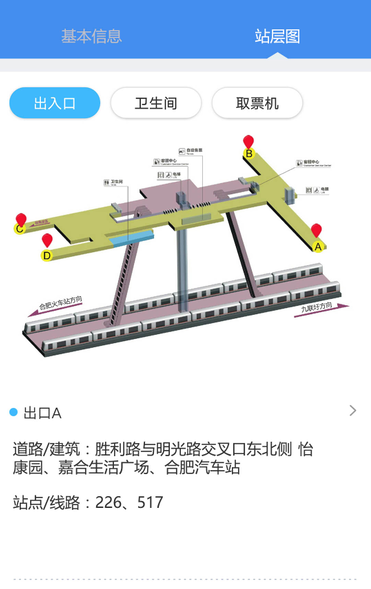 基本信息
站层图
出入口
卫生间
取票机
B
卫生间
电梯
C
D
A
合肥火车站方向
九联圩方向
出口A
道路/建筑：胜利路与明光路交叉口东北侧 怡
康园、嘉合生活广场、合肥汽车站
站点/线路：226、517